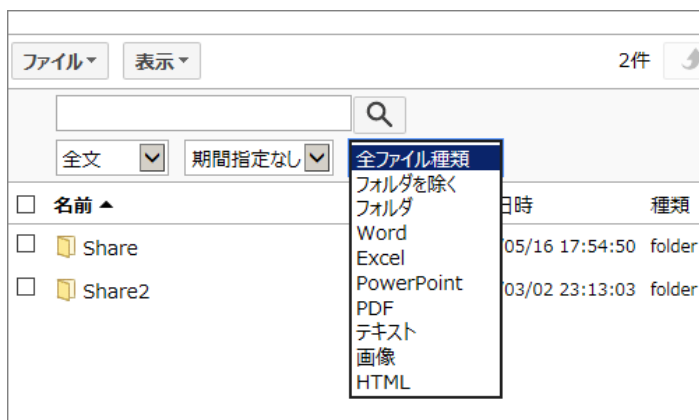 ファイル 表示 2件
全文 期間指定なし 全ファイル種類
フォルダを除く
フォルダ
Word
Excel
PowerPoint
PDF
テキスト
画像
HTML
名前 日時 種類
Share /05/16 17:54:50 folder
Share2 /03/02 23:13:03 folder